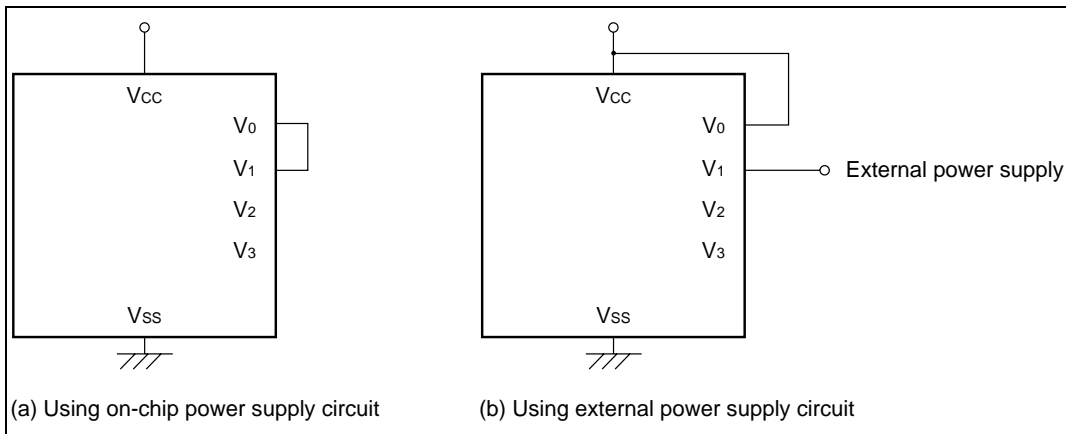 VCC
V0
V1
V2
V3
VSS
(a) Using on-chip power supply circuit
VCC
V0
V1
External power supply
V2
V3
VSS
(b) Using external power supply circuit